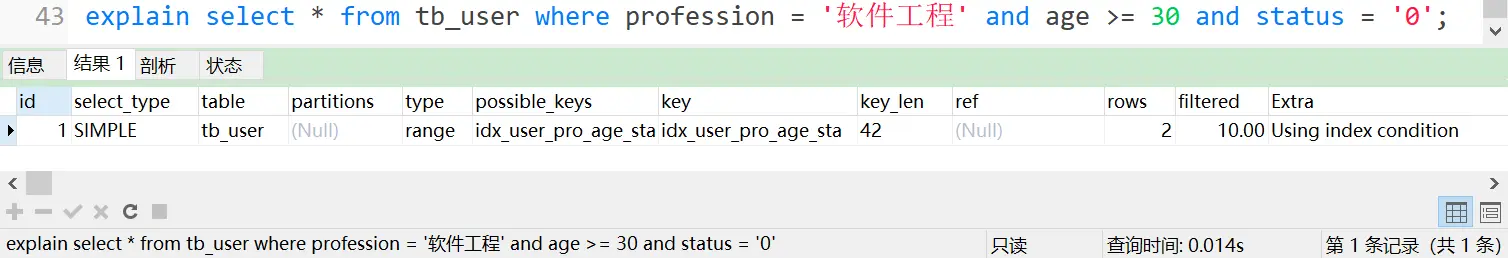 43 explain select * from tb_user where profession = '软件工程' and age >= 30 and status = '0';
信息 结果 1 剖析 状态
id select_type table partitions type possible_keys key key_len ref rows filtered Extra
1 SIMPLE tb_user (Null) range idx_user_pro_age_sta idx_user_pro_age_sta 42 (Null) 2 10.00 Using index condition
explain select * from tb_user where profession = '软件工程' and age >= 30 and status = '0' 只读 查询时间: 0.014s 第 1 条记录 (共 1 条)